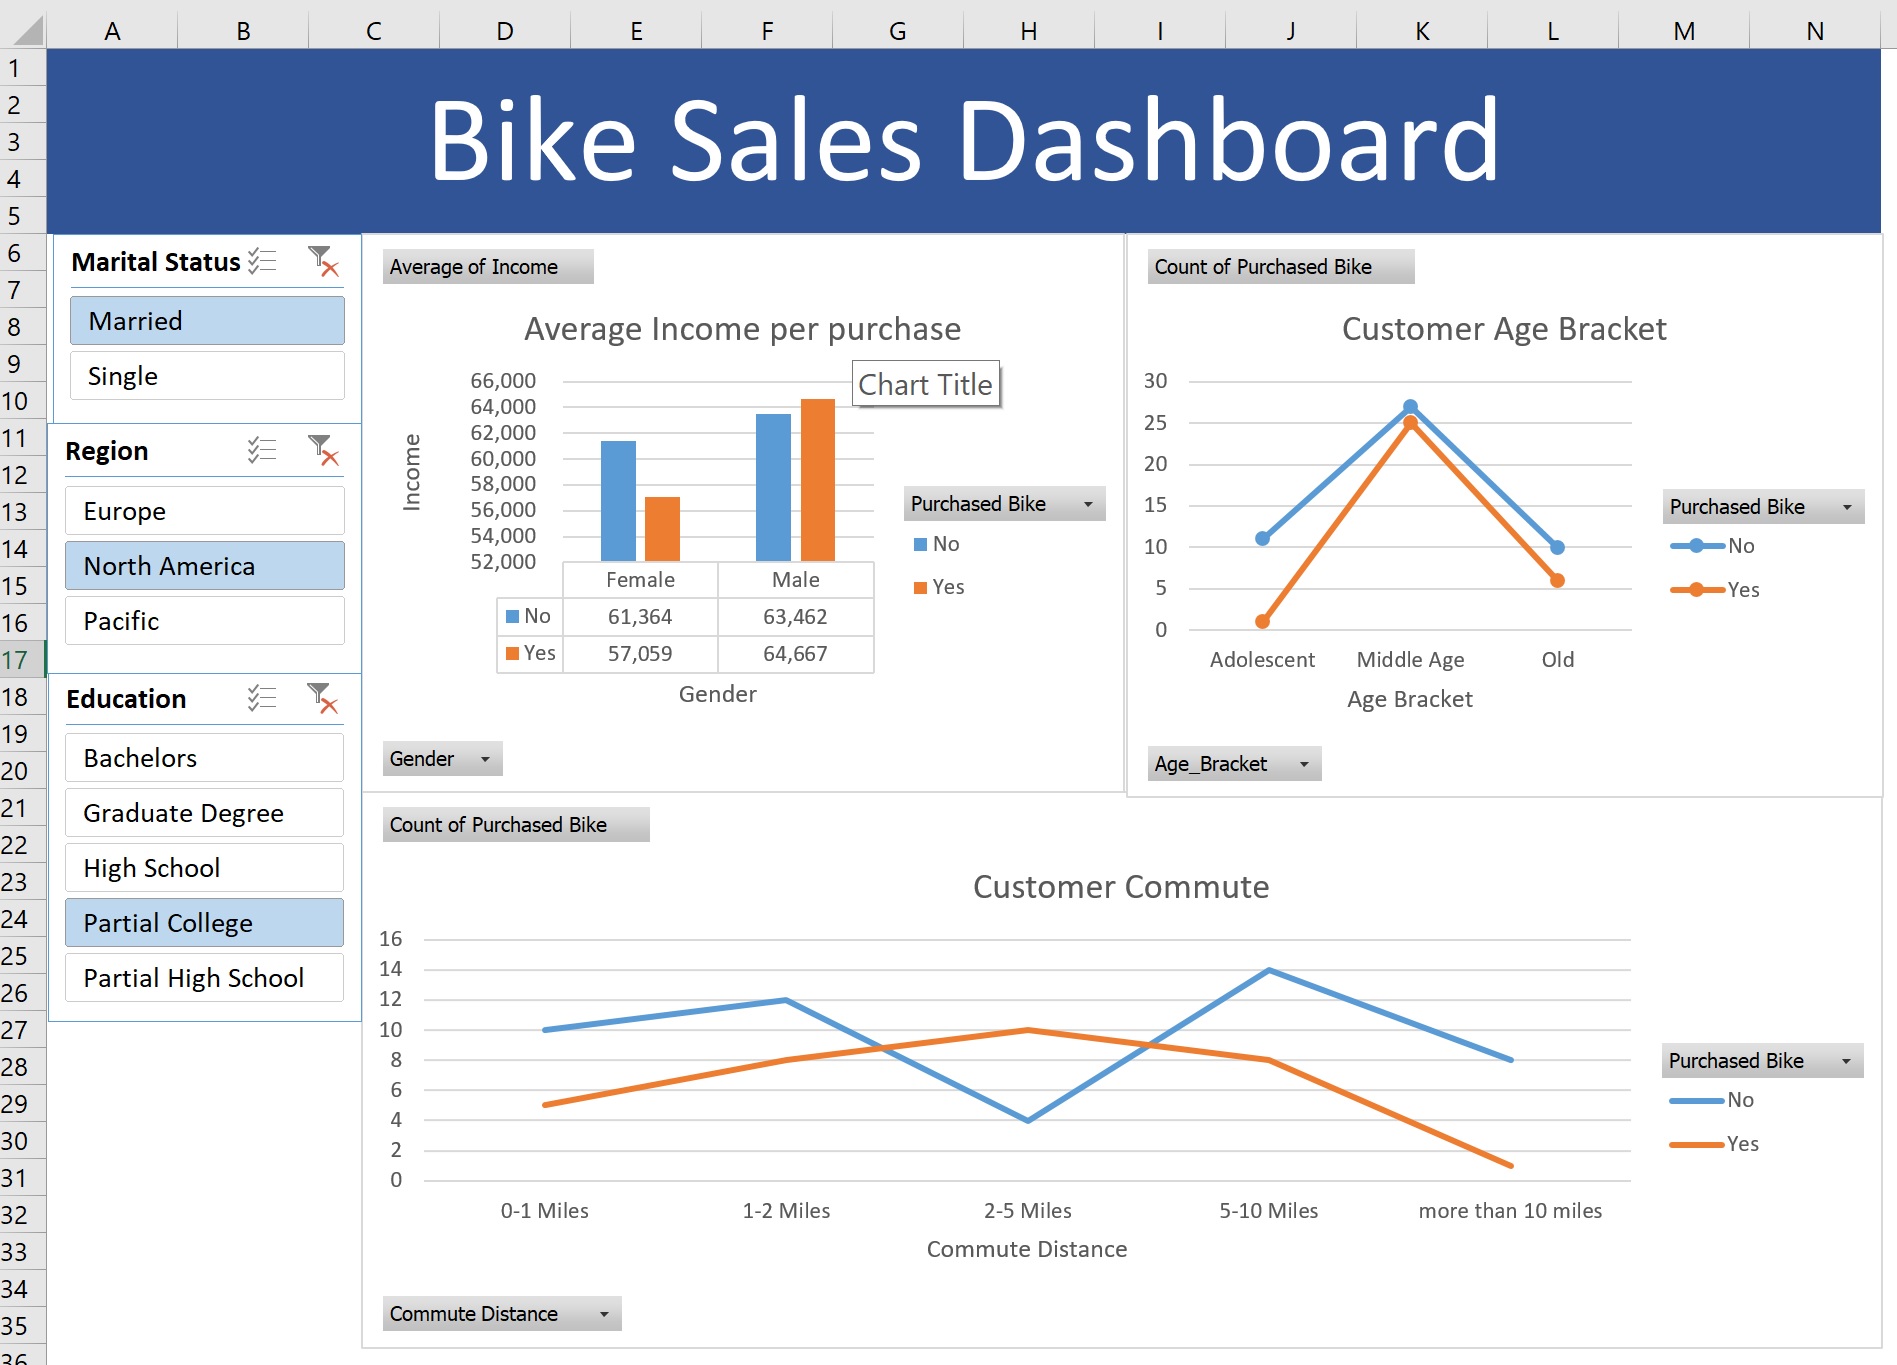 A B C D E F G H I J K L M N
1
2
3
4
5
6
7
8
9
10
11
12
13
14
15
16
17
18
19
20
21
22
23
24
25
26
27
28
29
30
31
32
33
34
35
36
Bike Sales Dashboard
Marital Status
Married
Single
Region
Europe
North America
Pacific
Education
Bachelors
Graduate Degree
High School
Partial College
Partial High School
Average of Income
Average Income per purchase
Chart Title
66,000
64,000
62,000
60,000
58,000
56,000
54,000
52,000
Income
Female Male
No 61,364 63,462
Yes 57,059 64,667
Gender
Purchased Bike
No
Yes
Gender
Count of Purchased Bike
Customer Age Bracket
30
25
20
15
10
5
0
Adolescent Middle Age Old
Age Bracket
Purchased Bike
No
Yes
Age_Bracket
Count of Purchased Bike
Customer Commute
16
14
12
10
8
6
4
2
0
0-1 Miles 1-2 Miles 2-5 Miles 5-10 Miles more than 10 miles
Commute Distance
Purchased Bike
No
Yes
Commute Distance